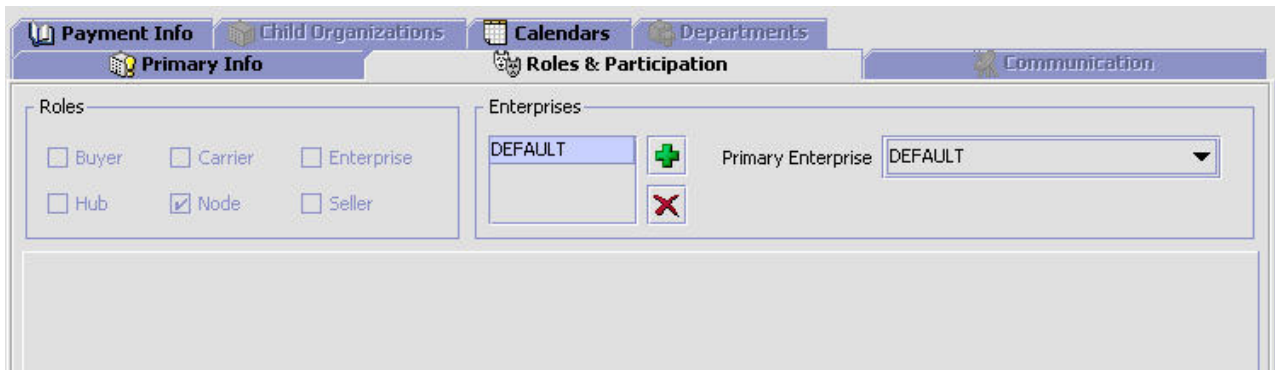 Payment Info Child Organizations Calendars Departments
Primary Info Roles & Participation Communication
Roles Enterprises
Buyer Carrier Enterprise DEFAULT Primary Enterprise DEFAULT
Hub Node Seller